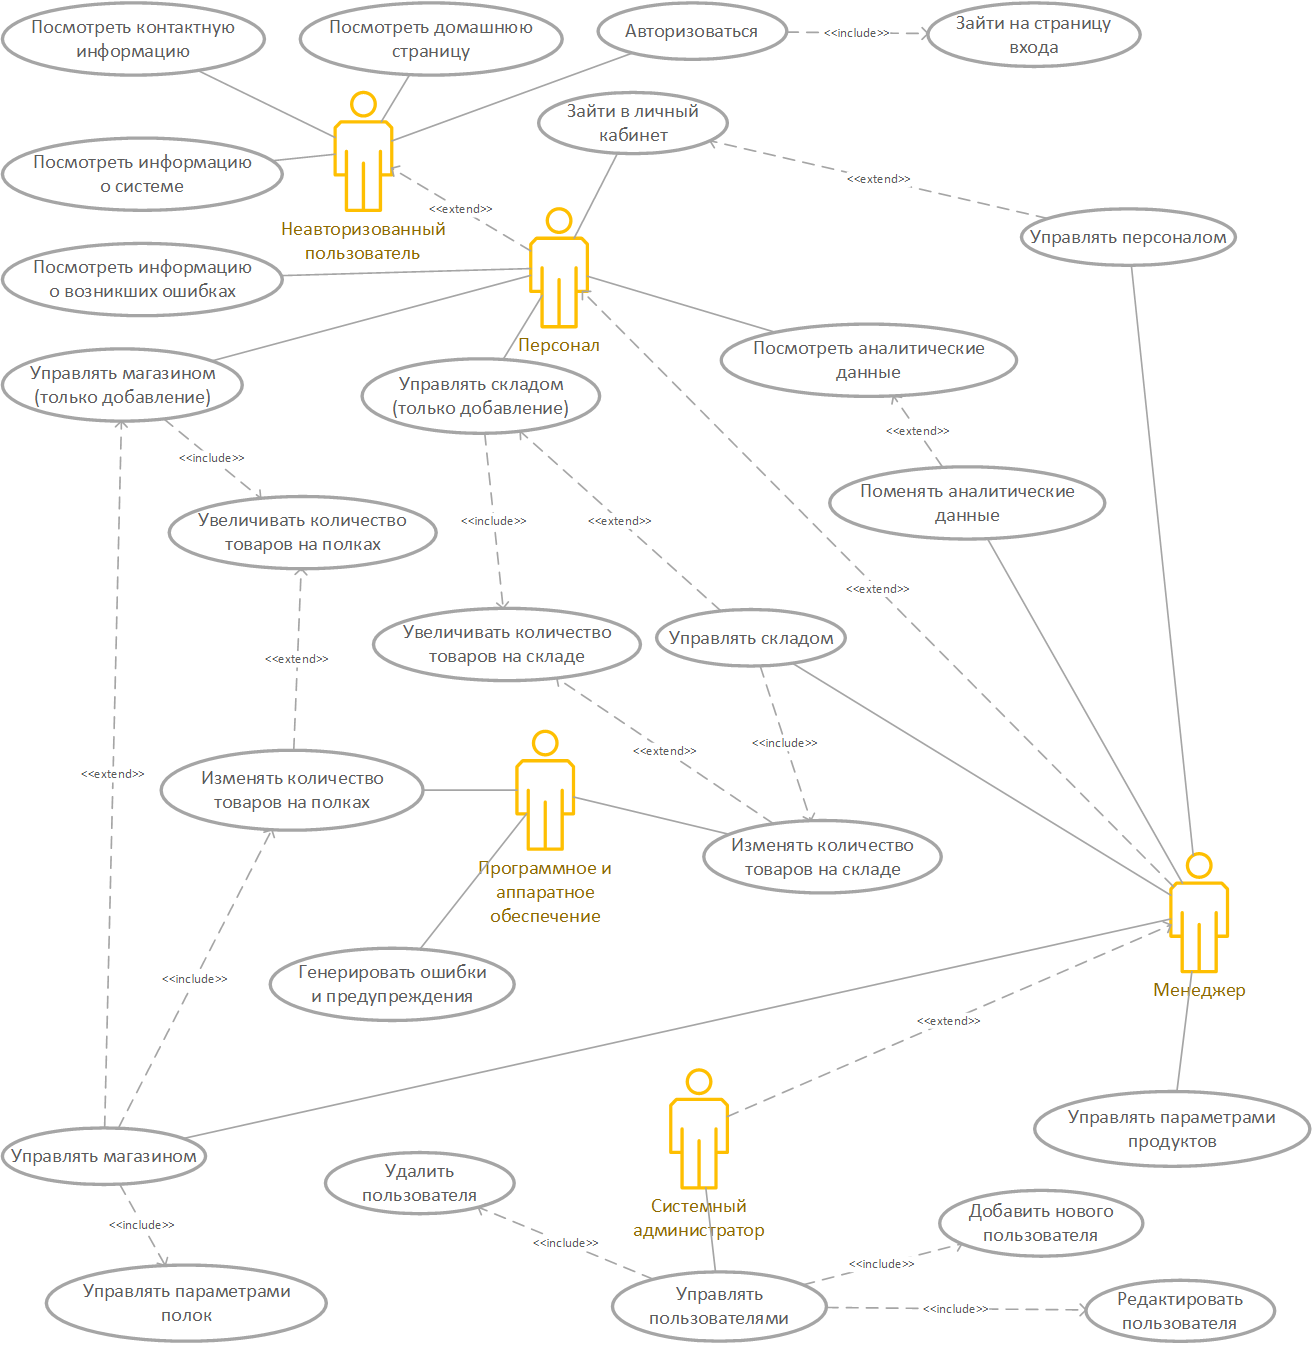 Посмотреть контактную
информацию
Посмотреть домашнюю
страницу
Авторизоваться
<<include>>
Зайти на страницу
входа
Зайти в личный
кабинет
Посмотреть информацию
о системе
<<extend>>
<<extend>>
Неавторизованный
пользователь
Управлять персоналом
Посмотреть информацию
о возникших ошибках
Персонал
Посмотреть аналитические
данные
Управлять магазином
(только добавление)
Управлять складом
(только добавление)
<<extend>>
<<include>>
Поменять аналитические
данные
Увеличивать количество
товаров на полках
<<include>>
<<extend>>
<<extend>>
Увеличивать количество
товаров на складе
Управлять складом
<<extend>>
<<extend>>
<<include>>
<<extend>>
Изменять количество
товаров на полках
Изменять количество
товаров на складе
Программное и
аппаратное
обеспечение
Генерировать ошибки
и предупреждения
<<include>>
Менеджер
<<extend>>
Управлять параметрами
продуктов
Управлять магазином
Удалить
пользователя
Системный
администратор
Добавить нового
пользователя
<<include>>
<<include>>
<<include>>
Управлять параметрами
полок
Управлять
пользователями
<<include>>
Редактировать
пользователя